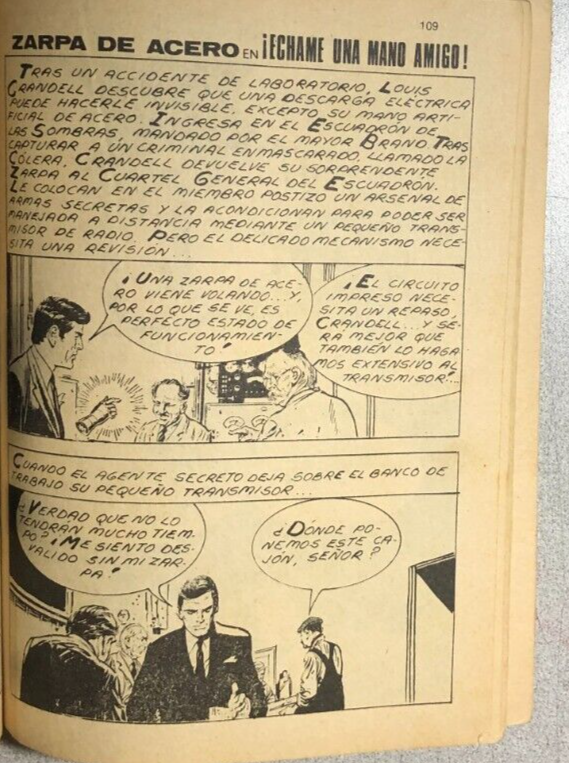 109
ZARPA DE ACERO EN ¡ECHAME UNA MANO AMIGO!
TRAS UN ACCIDENTE DE LABORATORIO, LOUIS
CRANDELL DESCUBRE QUE UNA DESCARGA ELÉCTRICA
PUEDE HACERLE INVISIBLE, EXCEPTO SU MANO ARTI-
FICIAL DE ACERO. INGRESA EN EL ESCUADRÓN DE
LAS SOMBRAS, MANDADO POR EL MAYOR BRAND. TRAS
CAPTURAR A UN CRIMINAL ENMASCARADO, LLAMADO LA
CÓLERA, CRANDELL DEVUELVE SU SORPRENDENTE
ZARPA AL CUARTEL GENERAL DEL ESCUADRÓN.
LE COLOCAN EN EL MIEMBRO POSTIZO UN ARSENAL DE
ARMAS SECRETAS Y LA ACONDICIONAN PARA PODER SER
MANEJADA A DISTANCIA MEDIANTE UN PEQUEÑO TRANS-
MISOR DE RADIO. PERO EL DELICADO MECANISMO NECE-
SITA UNA REVISIÓN...
¡UNA ZARPA DE ACE-
RO VIENE VOLANDO... Y,
POR LO QUE SE VE, ES
PERFECTO ESTADO DE
FUNCIONAMIEN-
TO!
¡EL CIRCUITO
IMPRESO NECE-
SITA UN REPASO,
CRANDELL... Y SE-
RÁ MEJOR QUE
TAMBIÉN LO HAGA-
MOS EXTENSIVO AL
TRANSMISOR...
CUANDO EL AGENTE SECRETO DEJA SOBRE EL BANCO DE
TRABAJO SU PEQUEÑO TRANSMISOR...
¿VERDAD QUE NO LO
TENDRÁN MUCHO TIEM-
PO? ¡ME SIENTO DES-
VALIDO SIN MI ZAR-
PA!
¿DÓNDE PO-
NEMOS ESTE CA-
JÓN, SEÑOR?